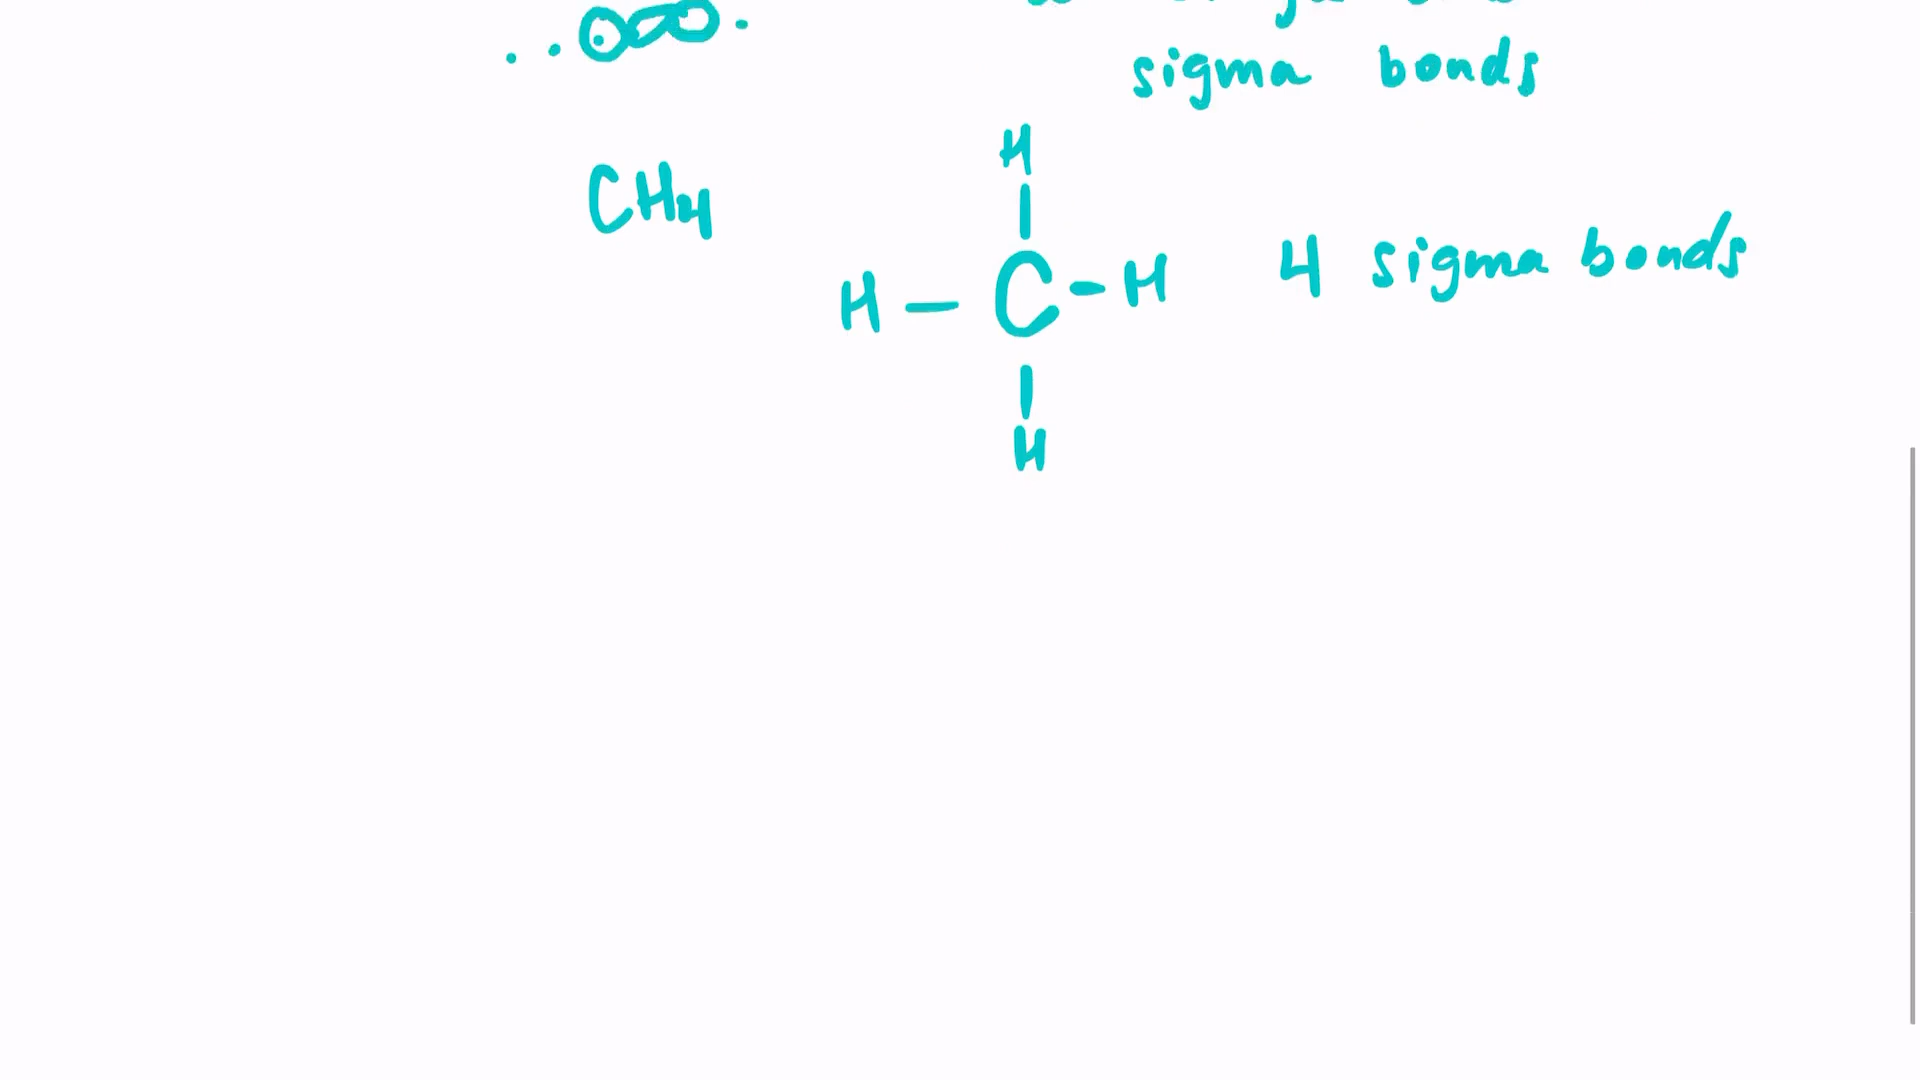 sigma bonds
CH4
H
H — C - H
H
4 sigma bonds